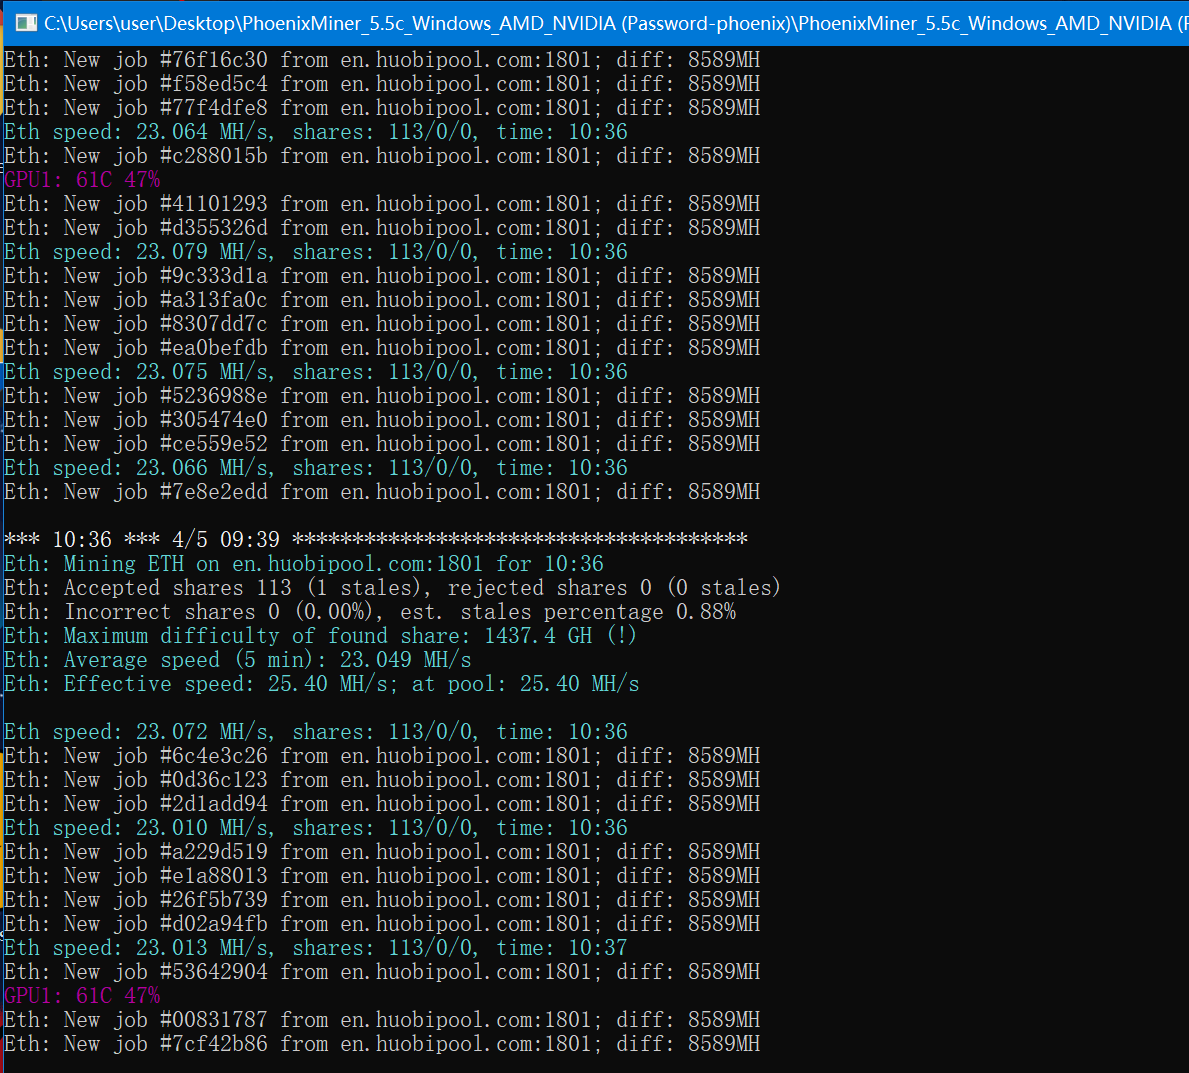 C:\Users\user\Desktop\PhoenixMiner_5.5c_Windows_AMD_NVIDIA (Password-phoenix)\PhoenixMiner_5.5c_Windows_AMD_NVIDIA (P
Eth: New job #76f16c30 from en.huobipool.com:1801; diff: 8589MH
Eth: New job #f58ed5c4 from en.huobipool.com:1801; diff: 8589MH
Eth: New job #77f4dfe8 from en.huobipool.com:1801; diff: 8589MH
Eth speed: 23.064 MH/s, shares: 113/0/0, time: 10:36
Eth: New job #c288015b from en.huobipool.com:1801; diff: 8589MH
GPU1: 61C 47%
Eth: New job #41101293 from en.huobipool.com:1801; diff: 8589MH
Eth: New job #d355326d from en.huobipool.com:1801; diff: 8589MH
Eth speed: 23.079 MH/s, shares: 113/0/0, time: 10:36
Eth: New job #9c333d1a from en.huobipool.com:1801; diff: 8589MH
Eth: New job #a313fa0c from en.huobipool.com:1801; diff: 8589MH
Eth: New job #8307dd7c from en.huobipool.com:1801; diff: 8589MH
Eth: New job #ea0befdb from en.huobipool.com:1801; diff: 8589MH
Eth speed: 23.075 MH/s, shares: 113/0/0, time: 10:36
Eth: New job #5236988e from en.huobipool.com:1801; diff: 8589MH
Eth: New job #305474e0 from en.huobipool.com:1801; diff: 8589MH
Eth: New job #ce559e52 from en.huobipool.com:1801; diff: 8589MH
Eth speed: 23.066 MH/s, shares: 113/0/0, time: 10:36
Eth: New job #7e8e2edd from en.huobipool.com:1801; diff: 8589MH
*** 10:36 *** 4/5 09:39 **************************************
Eth: Mining ETH on en.huobipool.com:1801 for 10:36
Eth: Accepted shares 113 (1 stales), rejected shares 0 (0 stales)
Eth: Incorrect shares 0 (0.00%), est. stales percentage 0.88%
Eth: Maximum difficulty of found share: 1437.4 GH (!)
Eth: Average speed (5 min): 23.049 MH/s
Eth: Effective speed: 25.40 MH/s; at pool: 25.40 MH/s
Eth speed: 23.072 MH/s, shares: 113/0/0, time: 10:36
Eth: New job #6c4e3c26 from en.huobipool.com:1801; diff: 8589MH
Eth: New job #0d36c123 from en.huobipool.com:1801; diff: 8589MH
Eth: New job #2d1add94 from en.huobipool.com:1801; diff: 8589MH
Eth speed: 23.010 MH/s, shares: 113/0/0, time: 10:36
Eth: New job #a229d519 from en.huobipool.com:1801; diff: 8589MH
Eth: New job #e1a88013 from en.huobipool.com:1801; diff: 8589MH
Eth: New job #26f5b739 from en.huobipool.com:1801; diff: 8589MH
Eth: New job #d02a94fb from en.huobipool.com:1801; diff: 8589MH
Eth speed: 23.013 MH/s, shares: 113/0/0, time: 10:37
Eth: New job #53642904 from en.huobipool.com:1801; diff: 8589MH
GPU1: 61C 47%
Eth: New job #00831787 from en.huobipool.com:1801; diff: 8589MH
Eth: New job #7cf42b86 from en.huobipool.com:1801; diff: 8589MH